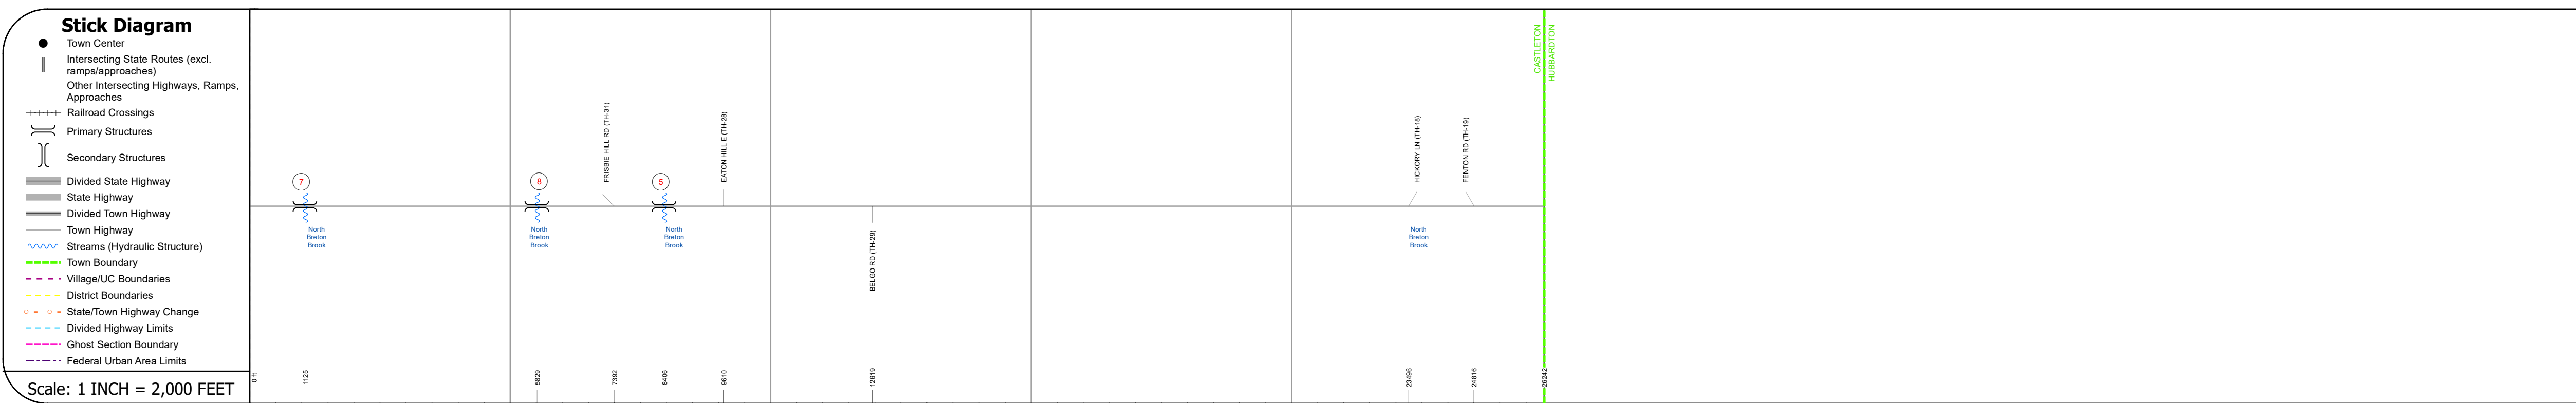 Stick Diagram
Town Center
Intersecting State Routes (excl.
ramps/approaches)
Other Intersecting Highways, Ramps,
Approaches
Railroad Crossings
Primary Structures
Secondary Structures
Divided State Highway
State Highway
Divided Town Highway
Town Highway
Streams (Hydraulic Structure)
Town Boundary
Village/UC Boundaries
District Boundaries
State/Town Highway Change
Divided Highway Limits
Ghost Section Boundary
Federal Urban Area Limits
Scale: 1 INCH = 2,000 FEET
7
North
Breton
Brook
8
North
Breton
Brook
FRISBIE HILL RD (TH-31)
5
North
Breton
Brook
EATON HILL E (TH-28)
BELGO RD (TH-29)
HICKORY LN (TH-18)
North
Breton
Brook
FENTON RD (TH-19)
CASTLETON
HUBBARDTON
0 ft
1125
5829
7392
8406
9610
12619
23496
24816
26242